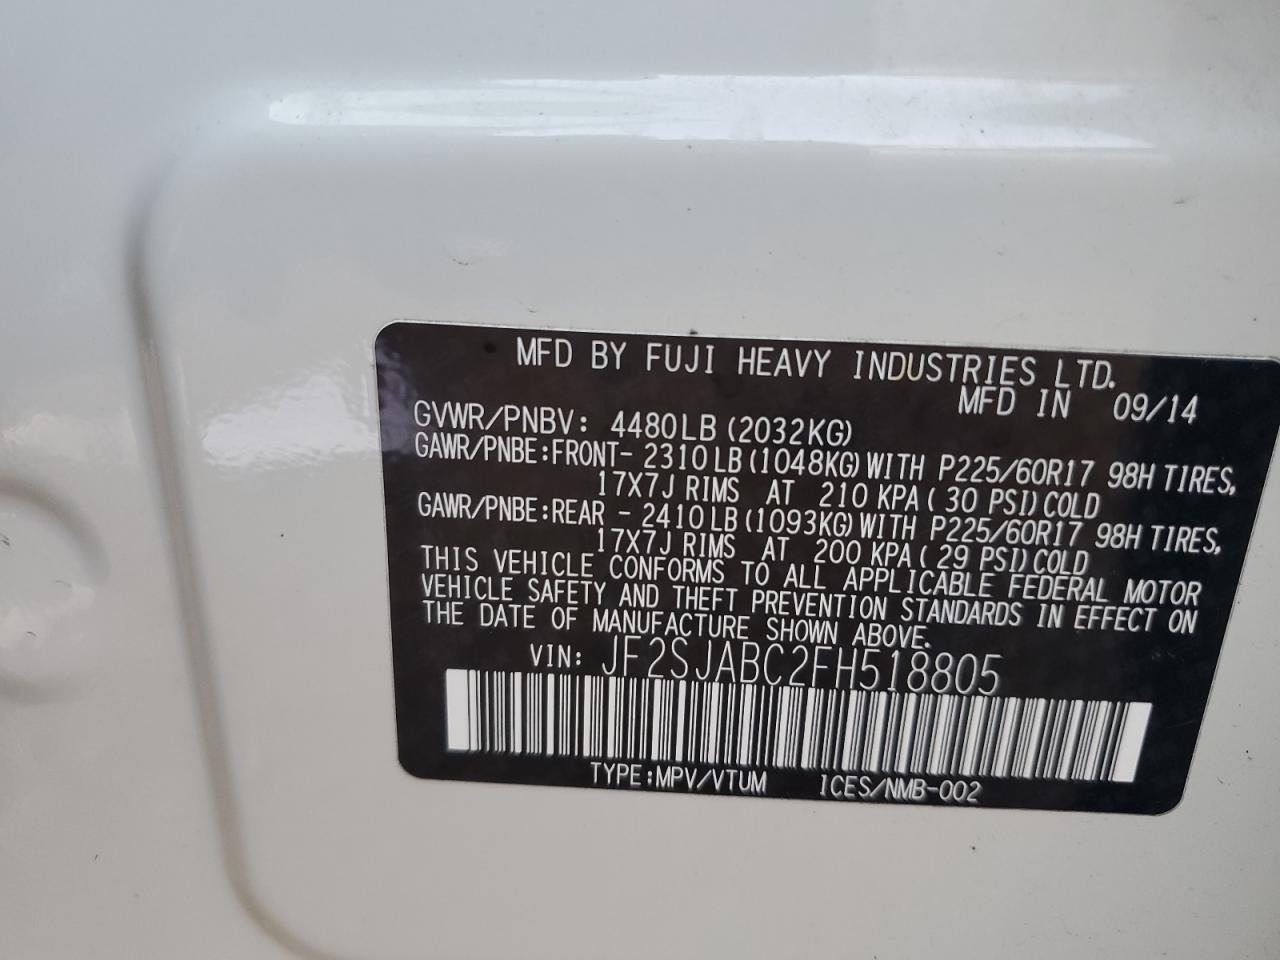 MFD BY FUJI HEAVY INDUSTRIES LTD.
MFD IN 09/14
GVWR/PNBV: 4480LB (2032KG)
GAWR/PNBE:FRONT- 2310LB (1048KG) WITH P225/60R17 98H TIRES,
17X7J RIMS AT 210 KPA ( 30 PSI) COLD
GAWR/PNBE:REAR - 2410LB (1093KG) WITH P225/60R17 98H TIRES,
17X7J RIMS AT 200 KPA ( 29 PSI) COLD
THIS VEHICLE CONFORMS TO ALL APPLICABLE FEDERAL MOTOR
VEHICLE SAFETY AND THEFT PREVENTION STANDARDS IN EFFECT ON
THE DATE OF MANUFACTURE SHOWN ABOVE.
VIN: JF2SJABC2FH518805
TYPE:MPV/VTUM ICES/NMB-002